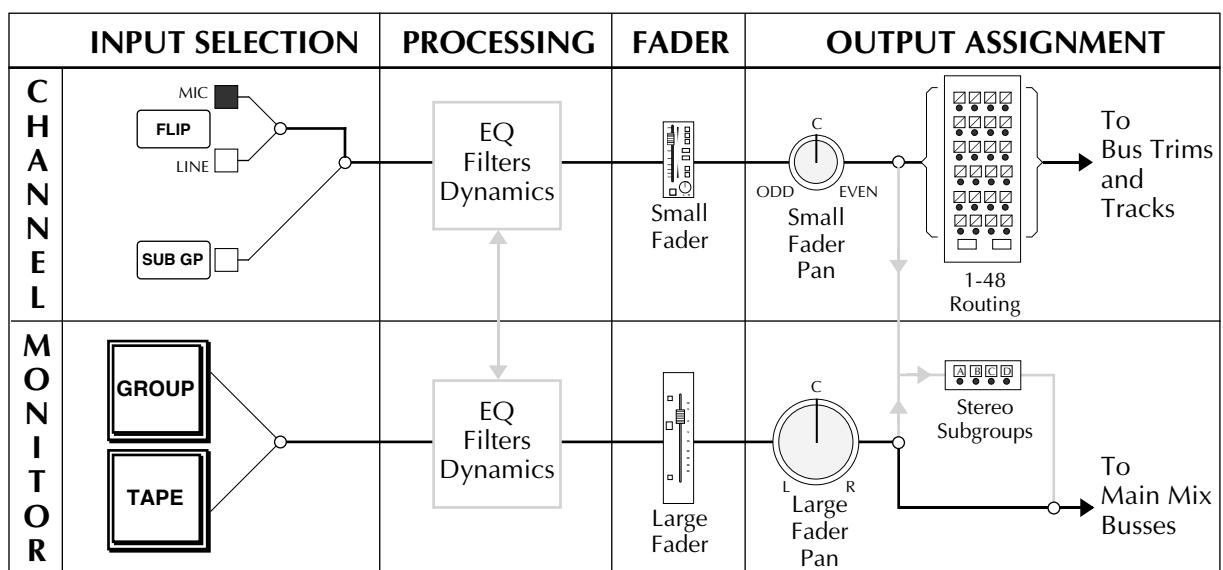 INPUT SELECTION PROCESSING FADER OUTPUT ASSIGNMENT
CHANNEL
MIC
FLIP
LINE
SUB GP
EQ
Filters
Dynamics
Small
Fader
C
ODD EVEN
Small
Fader
Pan
1-48
Routing
To
Bus Trims
and
Tracks
MONITOR
GROUP
TAPE
EQ
Filters
Dynamics
Large
Fader
C
L R
Large
Fader
Pan
A B C D
Stereo
Subgroups
To
Main Mix
Busses